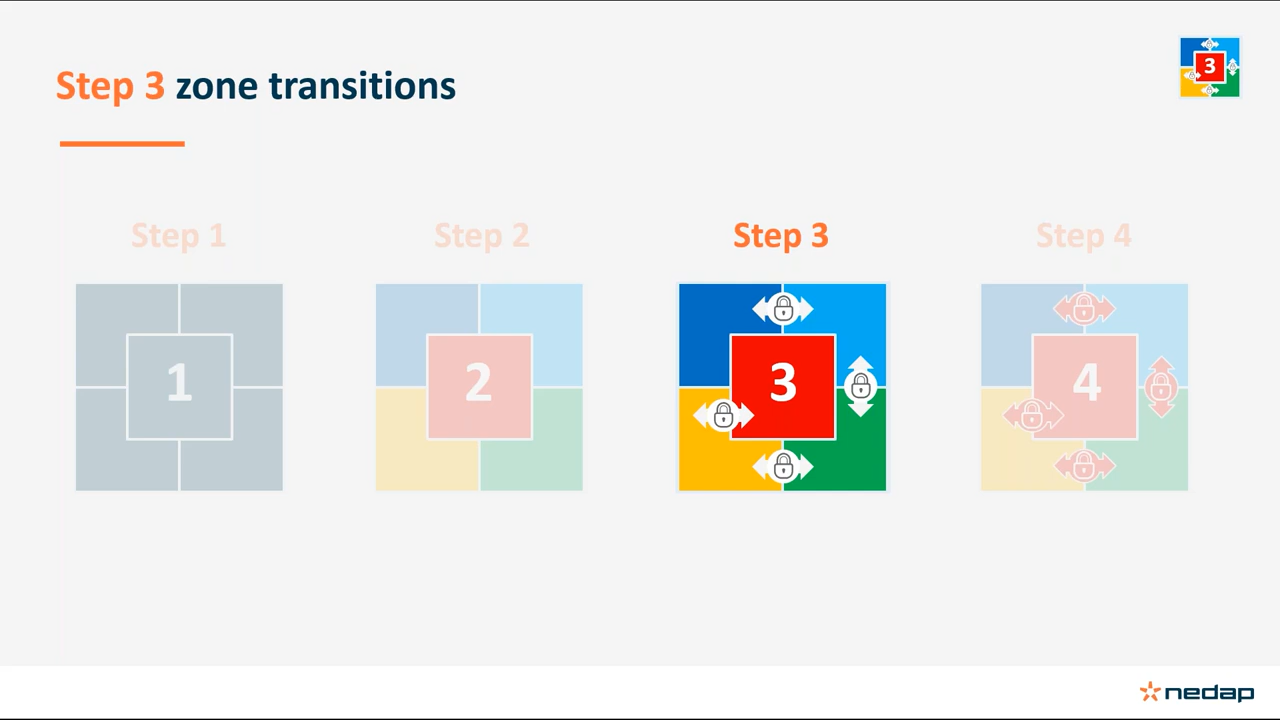 Step 3 zone transitions
3
Step 1
Step 2
Step 3
Step 4
1
2
3
4
nedap